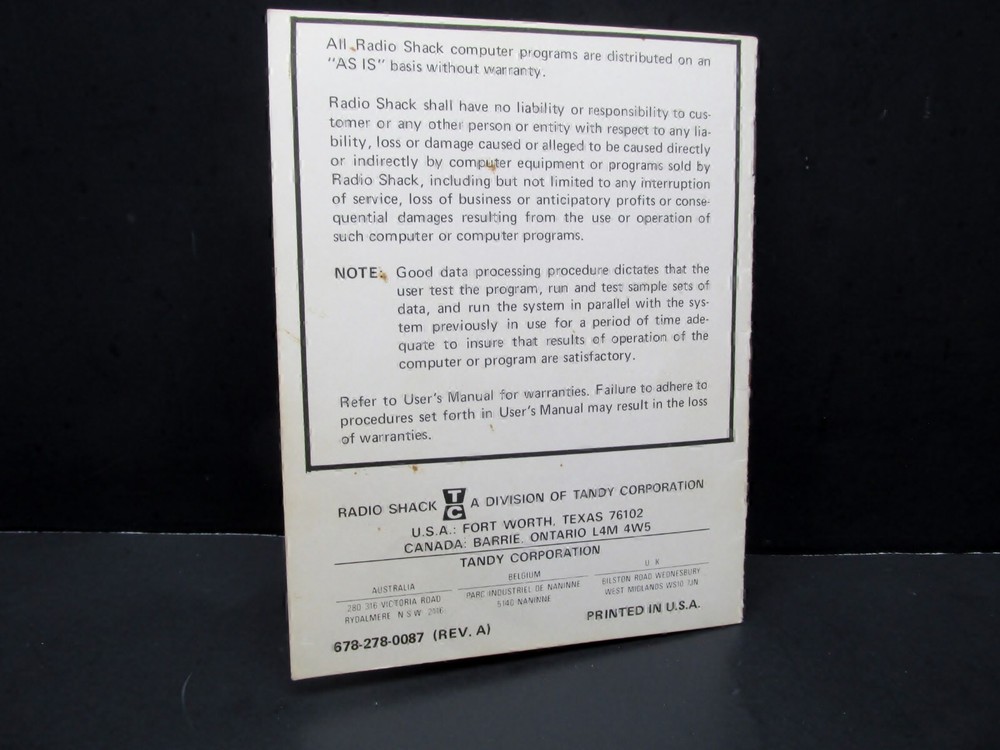 All Radio Shack computer programs are distributed on an
"AS IS" basis without warranty.
Radio Shack shall have no liability or responsibility to cus-
tomer or any other person or entity with respect to any lia-
bility, loss or damage caused or alleged to be caused directly
or indirectly by computer equipment or programs sold by
Radio Shack, including but not limited to any interruption
of service, loss of business or anticipatory profits or conse-
quential damages resulting from the use or operation of
such computer or computer programs.
NOTE: Good data processing procedure dictates that the
user test the program, run and test sample sets of
data, and run the system in parallel with the sys-
tem previously in use for a period of time ade-
quate to insure that results of operation of the
computer or program are satisfactory.
Refer to User's Manual for warranties. Failure to adhere to
procedures set forth in User's Manual may result in the loss
of warranties.
RADIO SHACK TC A DIVISION OF TANDY CORPORATION
U.S.A.: FORT WORTH, TEXAS 76102
CANADA: BARRIE, ONTARIO L4M 4W5
TANDY CORPORATION
AUSTRALIA
280 316 VICTORIA ROAD
RYDALMERE N S W 2116
BELGIUM
PARC INDUSTRIEL DE NANINNE
5140 NANINNE
U. K
BILSTON ROAD WEDNESBURY
WEST MIDLANDS WS10 7JN
678-278-0087 (REV. A)
PRINTED IN U.S.A.